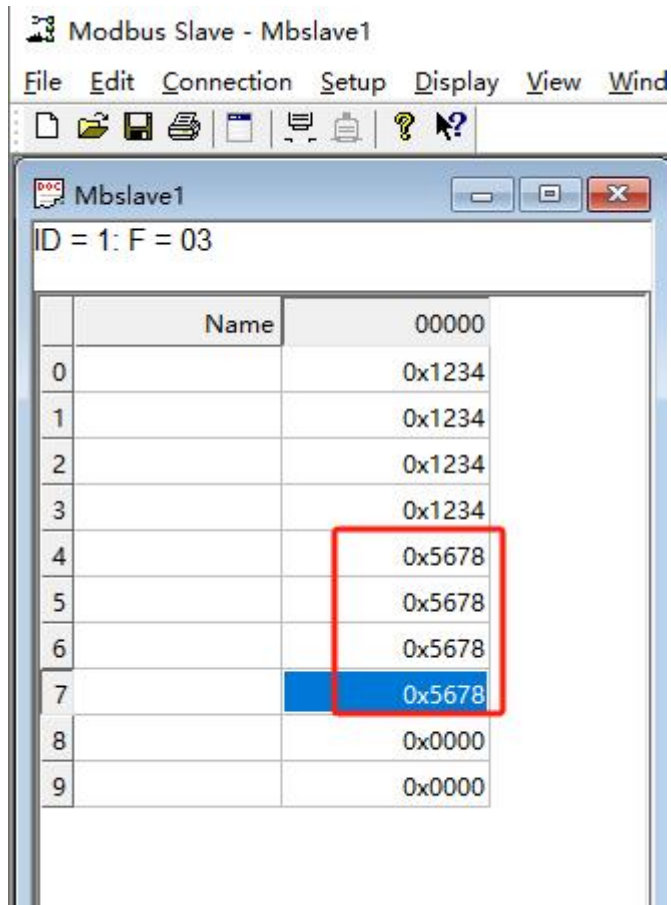 Modbus Slave - Mbslave1
File Edit Connection Setup Display View Wind
Mbslave1
ID = 1: F = 03
Name 00000
0 0x1234
1 0x1234
2 0x1234
3 0x1234
4 0x5678
5 0x5678
6 0x5678
7 0x5678
8 0x0000
9 0x0000